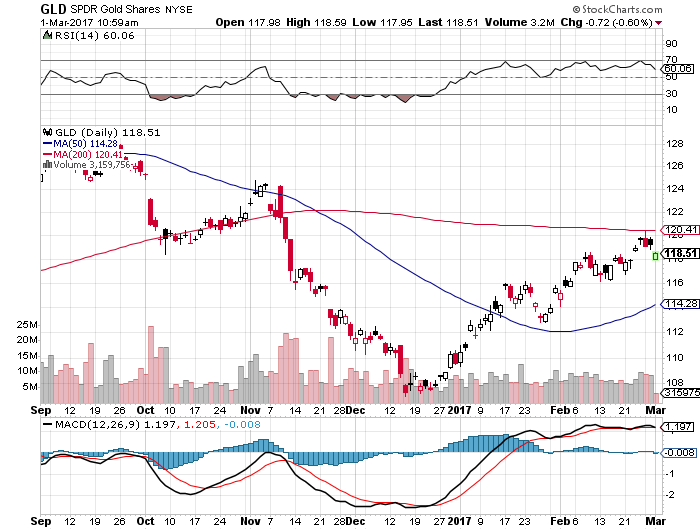 GLD SPDR Gold Shares NYSE © StockCharts.com
1-Mar-2017 10:59am Open 117.98 High 118.59 Low 117.95 Last 118.51 Volume 3.2M Chg -0.72 (-0.60%)
RSI(14) 60.06
90
70
60.06
50
30
10
GLD (Daily) 118.51
MA(50) 114.28
MA(200) 120.41
Volume 3,159,756
128
126
124
122
120.41
120
118.51
118
116
114.28
112
110
108
25M
20M
15M
10M
5M
315975
Sep 12 19 26 Oct 10 17 24 Nov 7 14 21 28 Dec 12 19 27 2017 9 17 23 Feb 6 13 21 Mar
MACD(12,26,9) 1.197, 1.205, -0.008
1.197
-0.008
-1
-2
Sep 12 19 26 Oct 10 17 24 Nov 7 14 21 28 Dec 12 19 27 2017 9 17 23 Feb 6 13 21 Mar